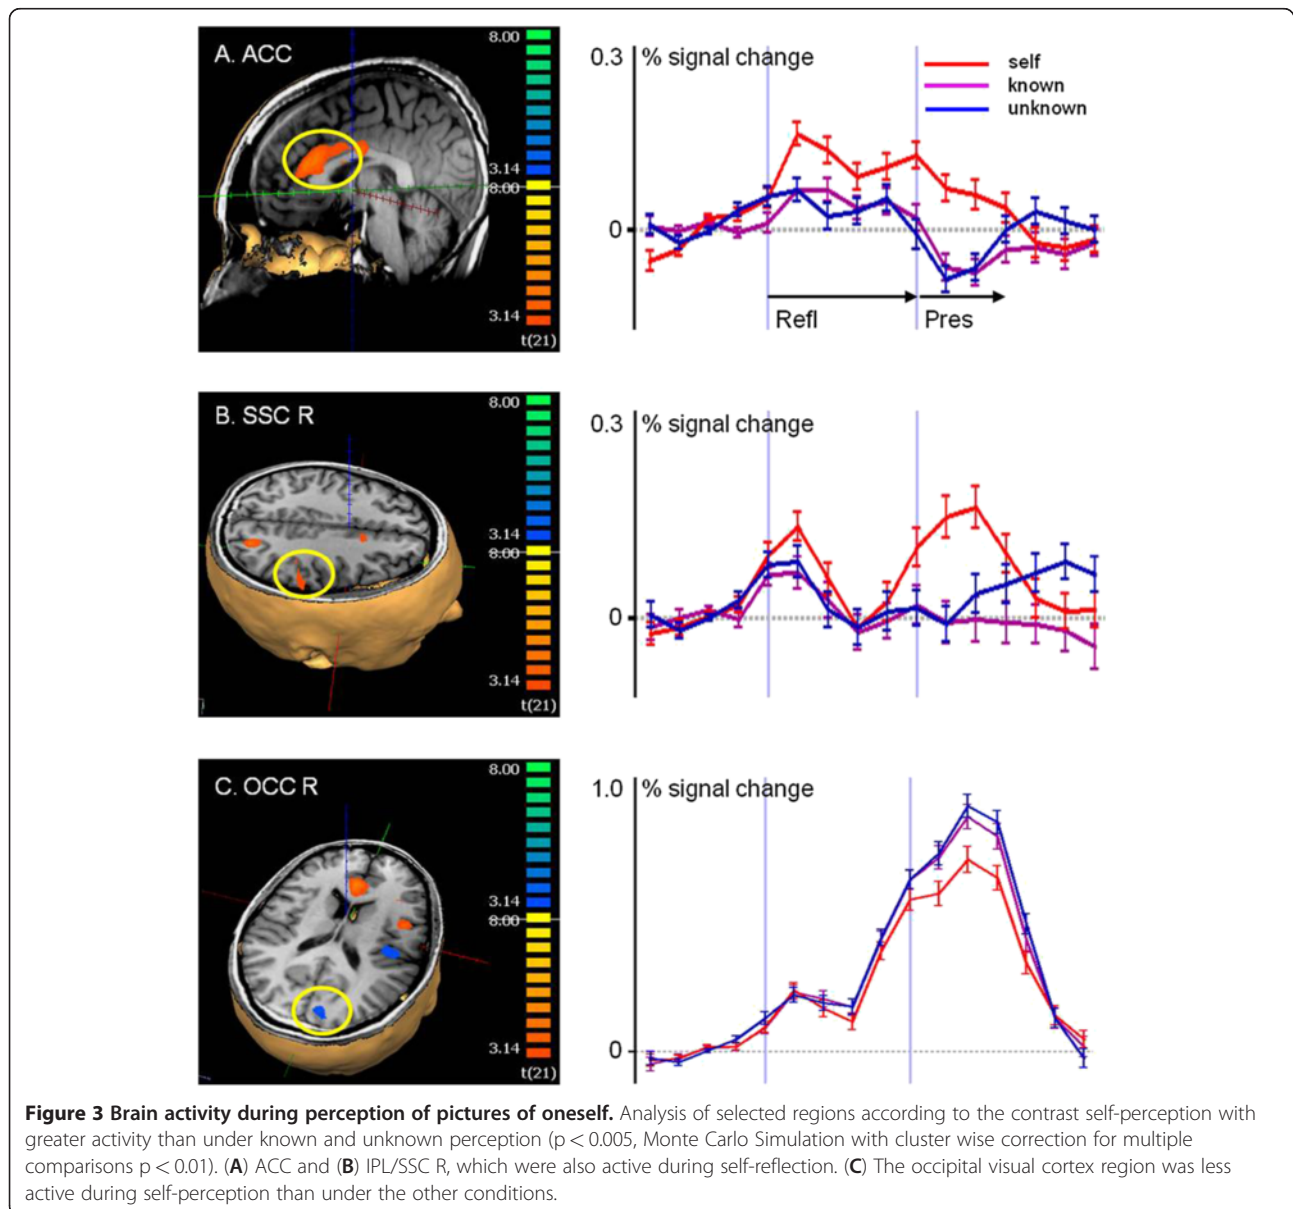 A. ACC
8.00
3.14
8.00
3.14
t(21)
0.3
% signal change
self
known
unknown
0
Refl
Pres
B. SSC R
8.00
3.14
8.00
3.14
t(21)
0.3
% signal change
0
C. OCC R
8.00
3.14
8.00
3.14
t(21)
1.0
% signal change
0
Figure 3 Brain activity during perception of pictures of oneself. Analysis of selected regions according to the contrast self-perception with
greater activity than under known and unknown perception (p < 0.005, Monte Carlo Simulation with cluster wise correction for multiple
comparisons p < 0.01). (A) ACC and (B) IPL/SSC R, which were also active during self-reflection. (C) The occipital visual cortex region was less
active during self-perception than under the other conditions.